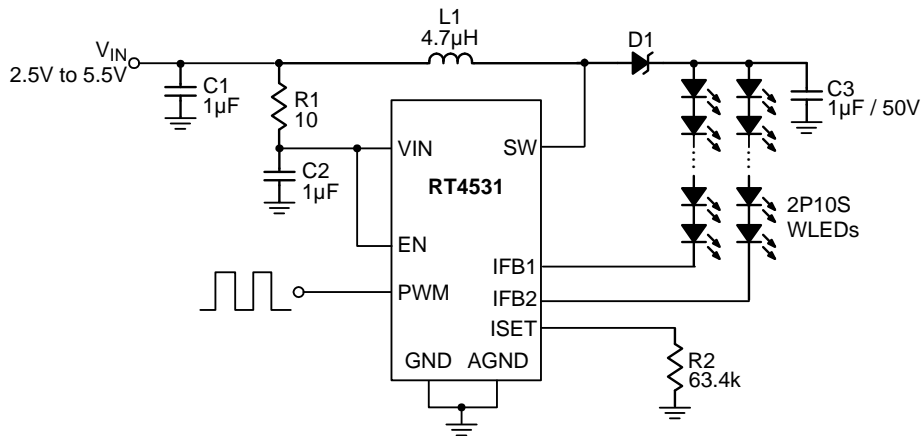 L1
4.7µH
D1
VIN
2.5V to 5.5V
C1
1µF
R1
10
C3
1µF / 50V
VIN
SW
C2
1µF
RT4531
2P10S
WLEDs
EN
IFB1
PWM
IFB2
ISET
GND
AGND
R2
63.4k